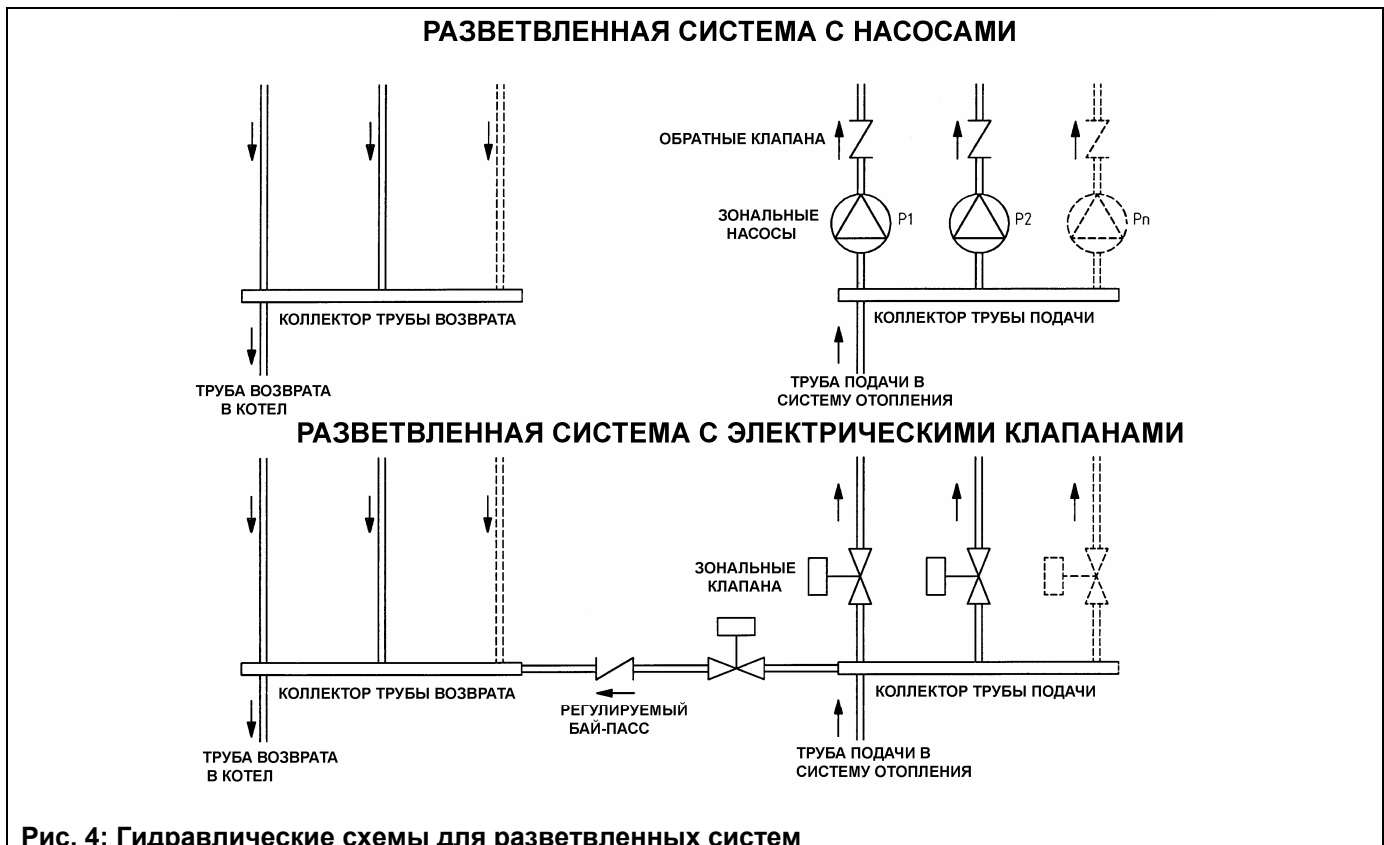 РАЗВЕТВЛЕННАЯ СИСТЕМА С НАСОСАМИ
ОБРАТНЫЕ КЛАПАНА
ЗОНАЛЬНЫЕ
НАСОСЫ
P1
P2
Pn
КОЛЛЕКТОР ТРУБЫ ВОЗВРАТА
КОЛЛЕКТОР ТРУБЫ ПОДАЧИ
ТРУБА ВОЗВРАТА
В КОТЕЛ
ТРУБА ПОДАЧИ В
СИСТЕМУ ОТОПЛЕНИЯ
РАЗВЕТВЛЕННАЯ СИСТЕМА С ЭЛЕКТРИЧЕСКИМИ КЛАПАНАМИ
ЗОНАЛЬНЫЕ
КЛАПАНА
КОЛЛЕКТОР ТРУБЫ ВОЗВРАТА
КОЛЛЕКТОР ТРУБЫ ПОДАЧИ
РЕГУЛИРУЕМЫЙ
БАЙ-ПАСС
ТРУБА ВОЗВРАТА
В КОТЕЛ
ТРУБА ПОДАЧИ В
СИСТЕМУ ОТОПЛЕНИЯ
Рис. 4: Гидравлические схемы для разветвленных систем